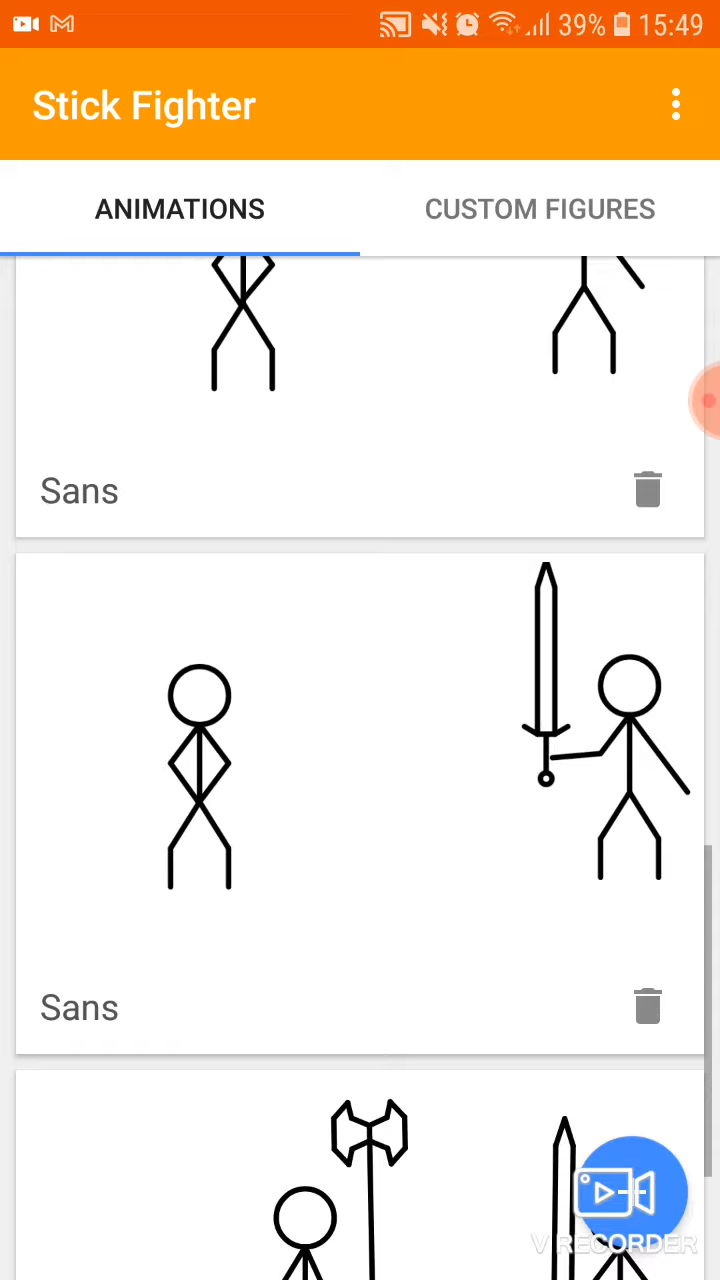 39% 15:49
Stick Fighter
ANIMATIONS CUSTOM FIGURES
Sans
Sans
V RECORDER